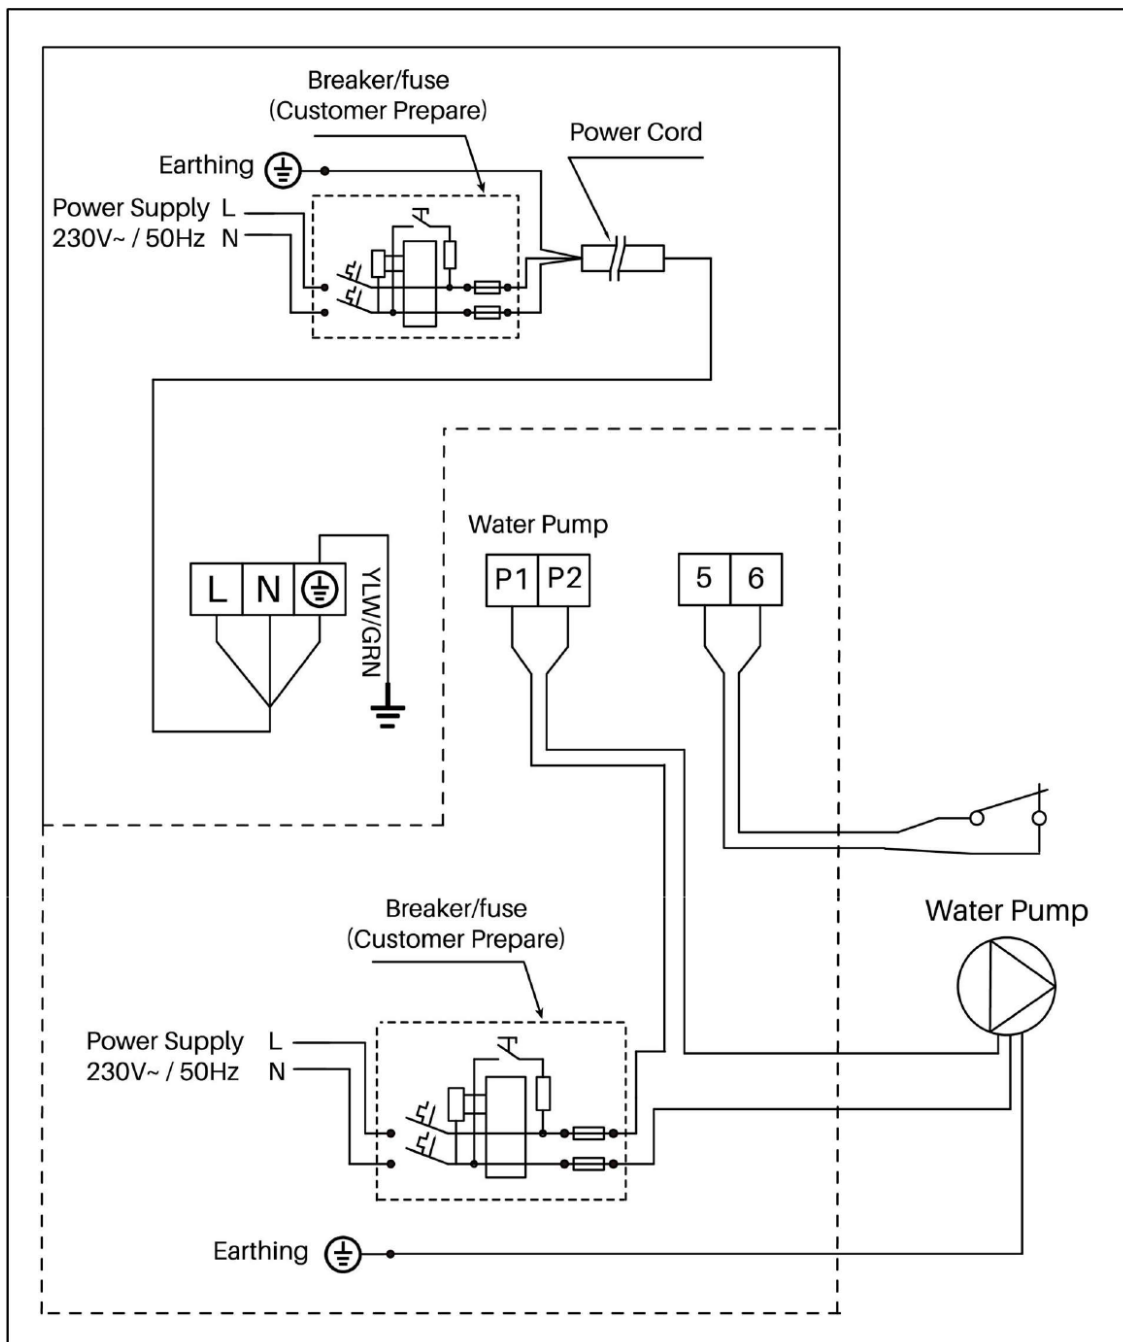 Breaker/fuse
(Customer Prepare)
Power Cord
Earthing
Power Supply L
230V~ / 50Hz N
Water Pump
P1 P2
5 6
L N
YLW/GRN
Water Pump
Breaker/fuse
(Customer Prepare)
Power Supply L
230V~ / 50Hz N
Earthing